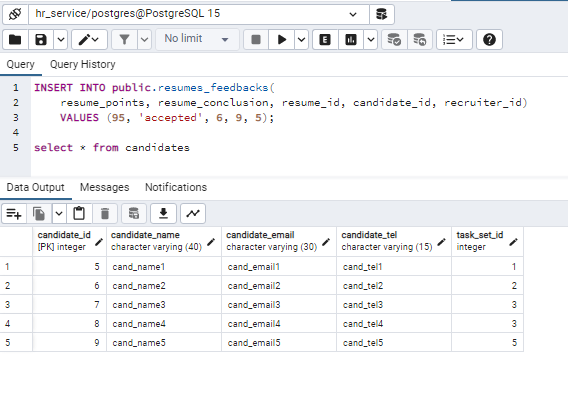 hr_service/postgres@PostgreSQL 15
No limit
Query Query History
1 INSERT INTO public.resumes_feedbacks(
2 resume_points, resume_conclusion, resume_id, candidate_id, recruiter_id)
3 VALUES (95, 'accepted', 6, 9, 5);
4
5 select * from candidates
Data Output Messages Notifications
candidate_id candidate_name candidate_email candidate_tel task_set_id
[PK] integer character varying (40) character varying (30) character varying (15) integer
1 5 cand_name1 cand_email1 cand_tel1 1
2 6 cand_name2 cand_email2 cand_tel2 2
3 7 cand_name3 cand_email3 cand_tel3 3
4 8 cand_name4 cand_email4 cand_tel4 3
5 9 cand_name5 cand_email5 cand_tel5 5